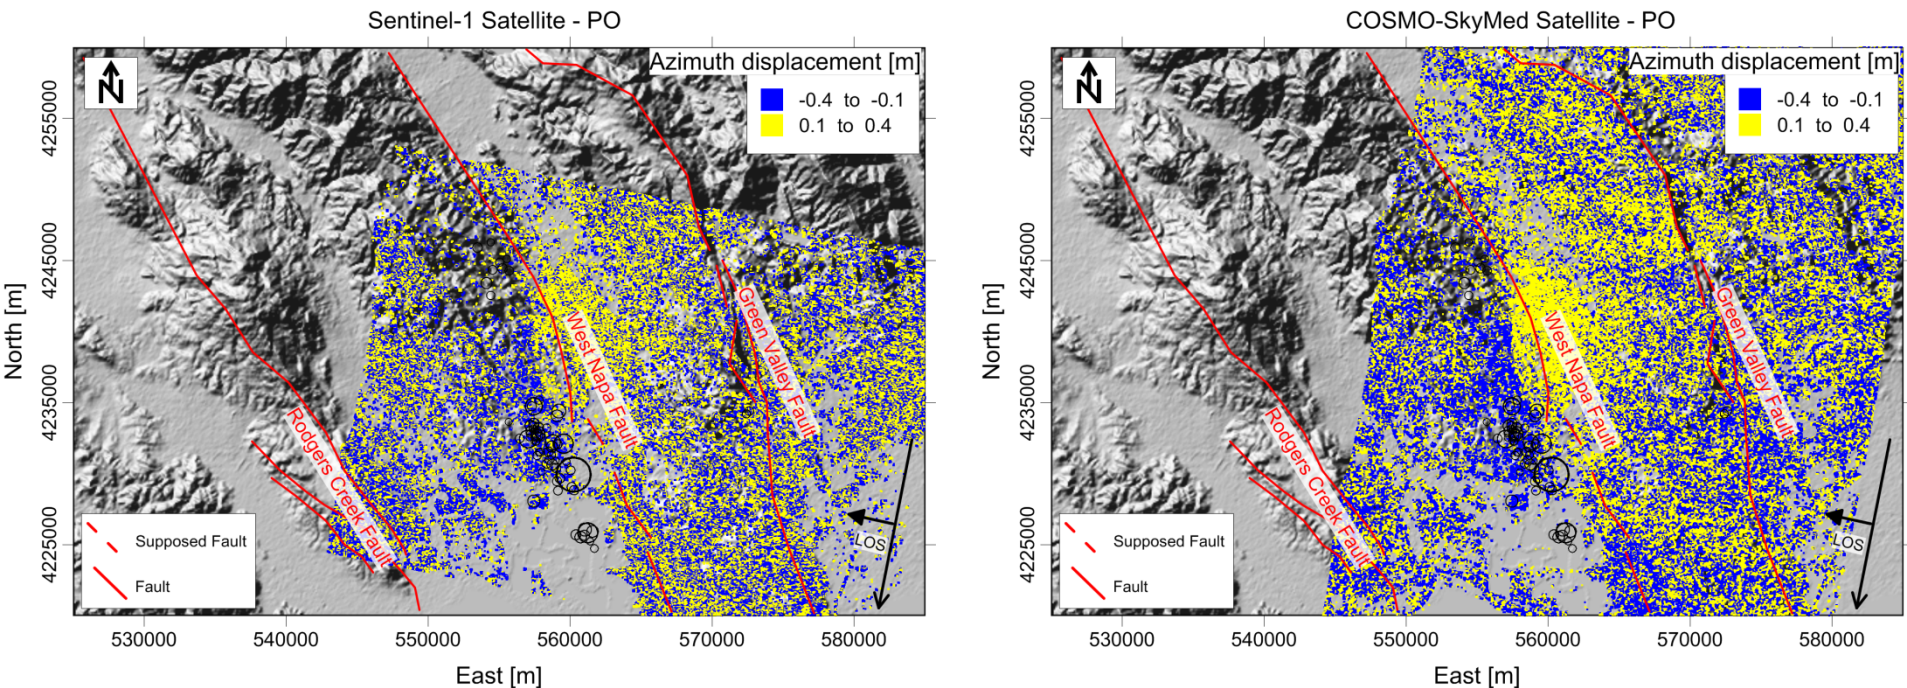 Sentinel-1 Satellite - PO
Azimuth displacement [m]
-0.4 to -0.1
0.1 to 0.4
N
4255000
4245000
4235000
4225000
North [m]
West Napa Fault
Green Valley Fault
Rodgers Creek Fault
LOS
Supposed Fault
Fault
530000
540000
550000
560000
570000
580000
East [m]
COSMO-SkyMed Satellite - PO
Azimuth displacement [m]
-0.4 to -0.1
0.1 to 0.4
N
4255000
4245000
4235000
4225000
North [m]
West Napa Fault
Green Valley Fault
Rodgers Creek Fault
LOS
Supposed Fault
Fault
530000
540000
550000
560000
570000
580000
East [m]